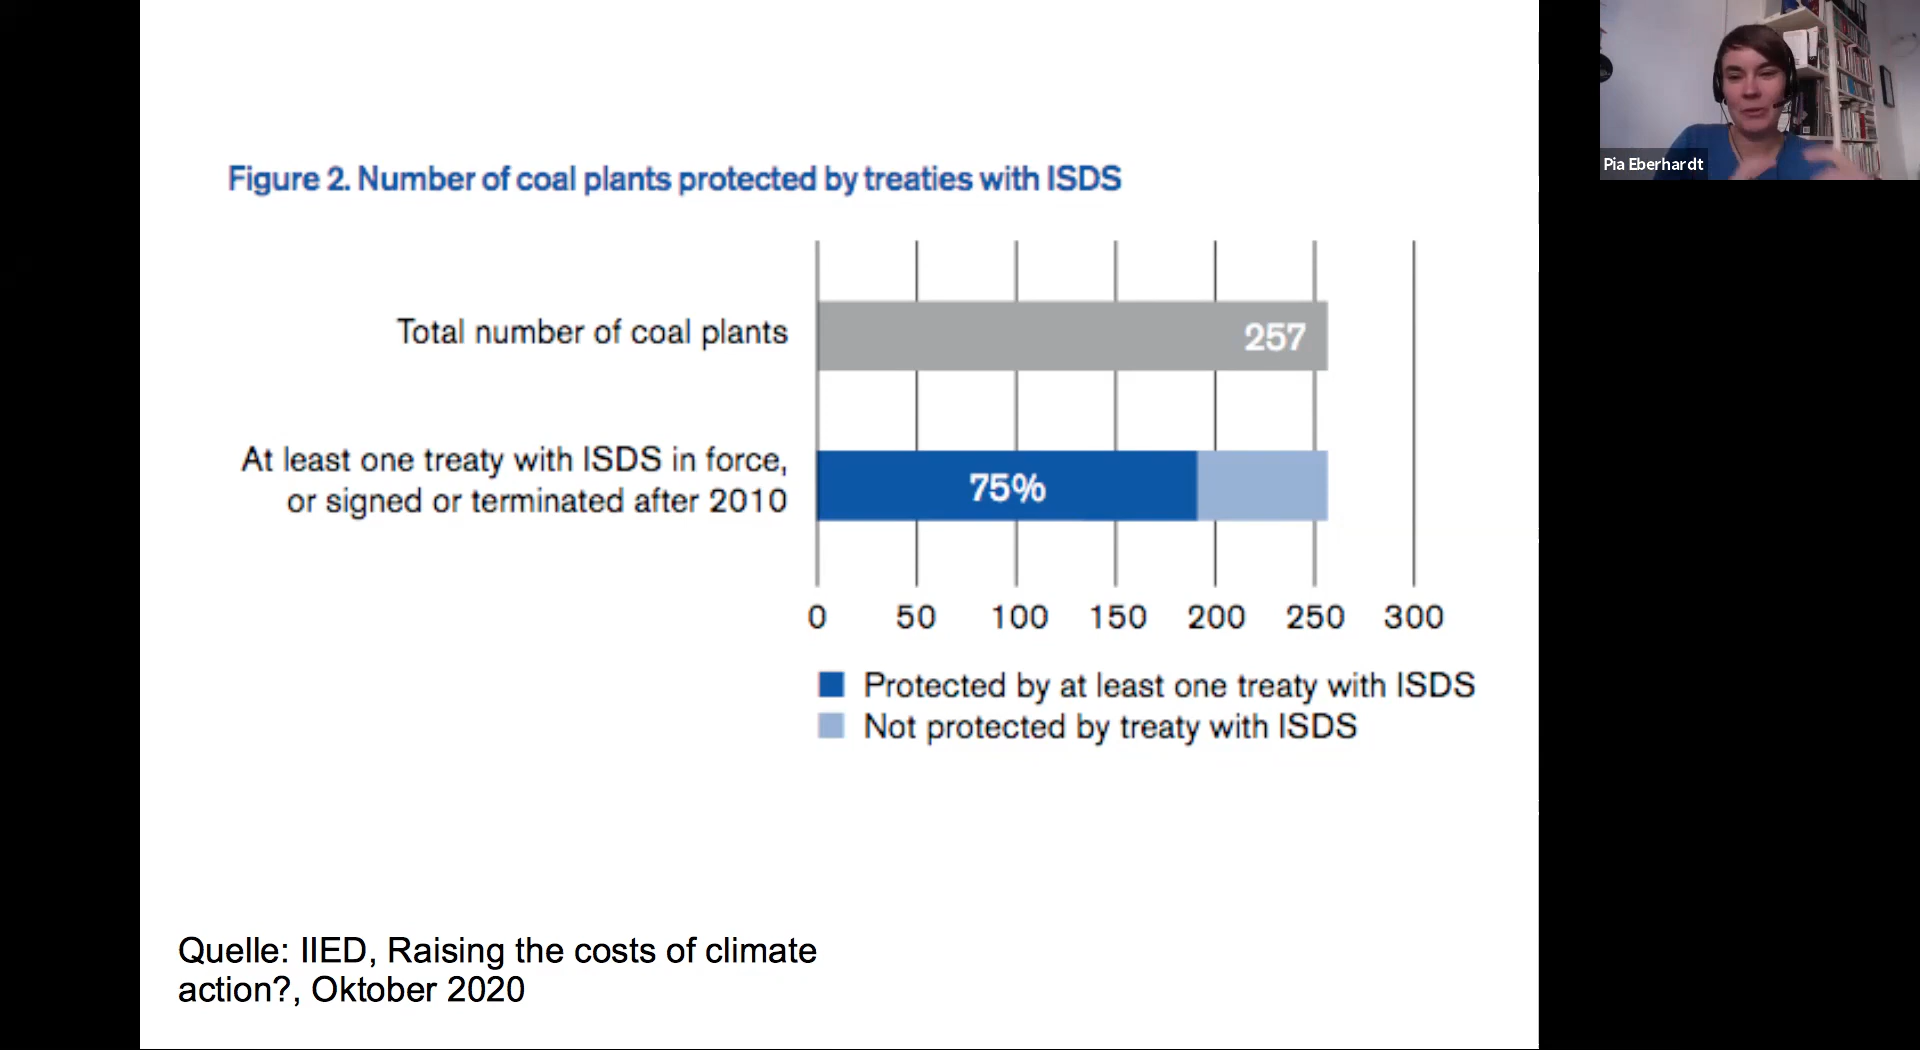 Pia Eberhardt
Figure 2. Number of coal plants protected by treaties with ISDS
Total number of coal plants
257
At least one treaty with ISDS in force,
or signed or terminated after 2010
75%
0 50 100 150 200 250 300
Protected by at least one treaty with ISDS
Not protected by treaty with ISDS
Quelle: IIED, Raising the costs of climate
action?, Oktober 2020